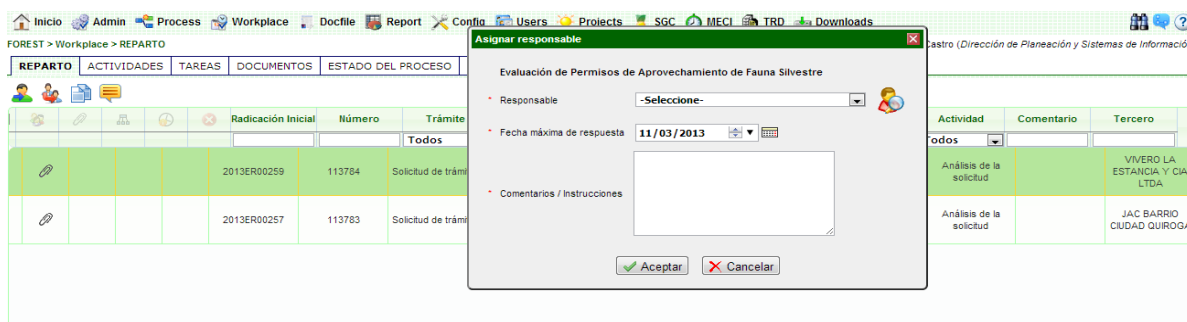 Inicio Admin Process Workplace Docfile Report Config Users Projects SGC MECI TRD Downloads
FOREST > Workplace > REPARTO
Castro (Dirección de Planeación y Sistemas de Informació
REPARTO ACTIVIDADES TAREAS DOCUMENTOS ESTADO DEL PROCESO
Asignar responsable
Evaluación de Permisos de Aprovechamiento de Fauna Silvestre
* Responsable -Seleccione-
* Fecha máxima de respuesta 11/03/2013
* Comentarios / Instrucciones
Aceptar Cancelar
Radicación Inicial Número Trámite Actividad Comentario Tercero
Todos Todos
2013ER00259 113784 Solicitud de trámi Análisis de la solicitud VIVERO LA ESTANCIA Y CIA LTDA
2013ER00257 113783 Solicitud de trámi Análisis de la solicitud JAC BARRIO CIUDAD QUIROGA